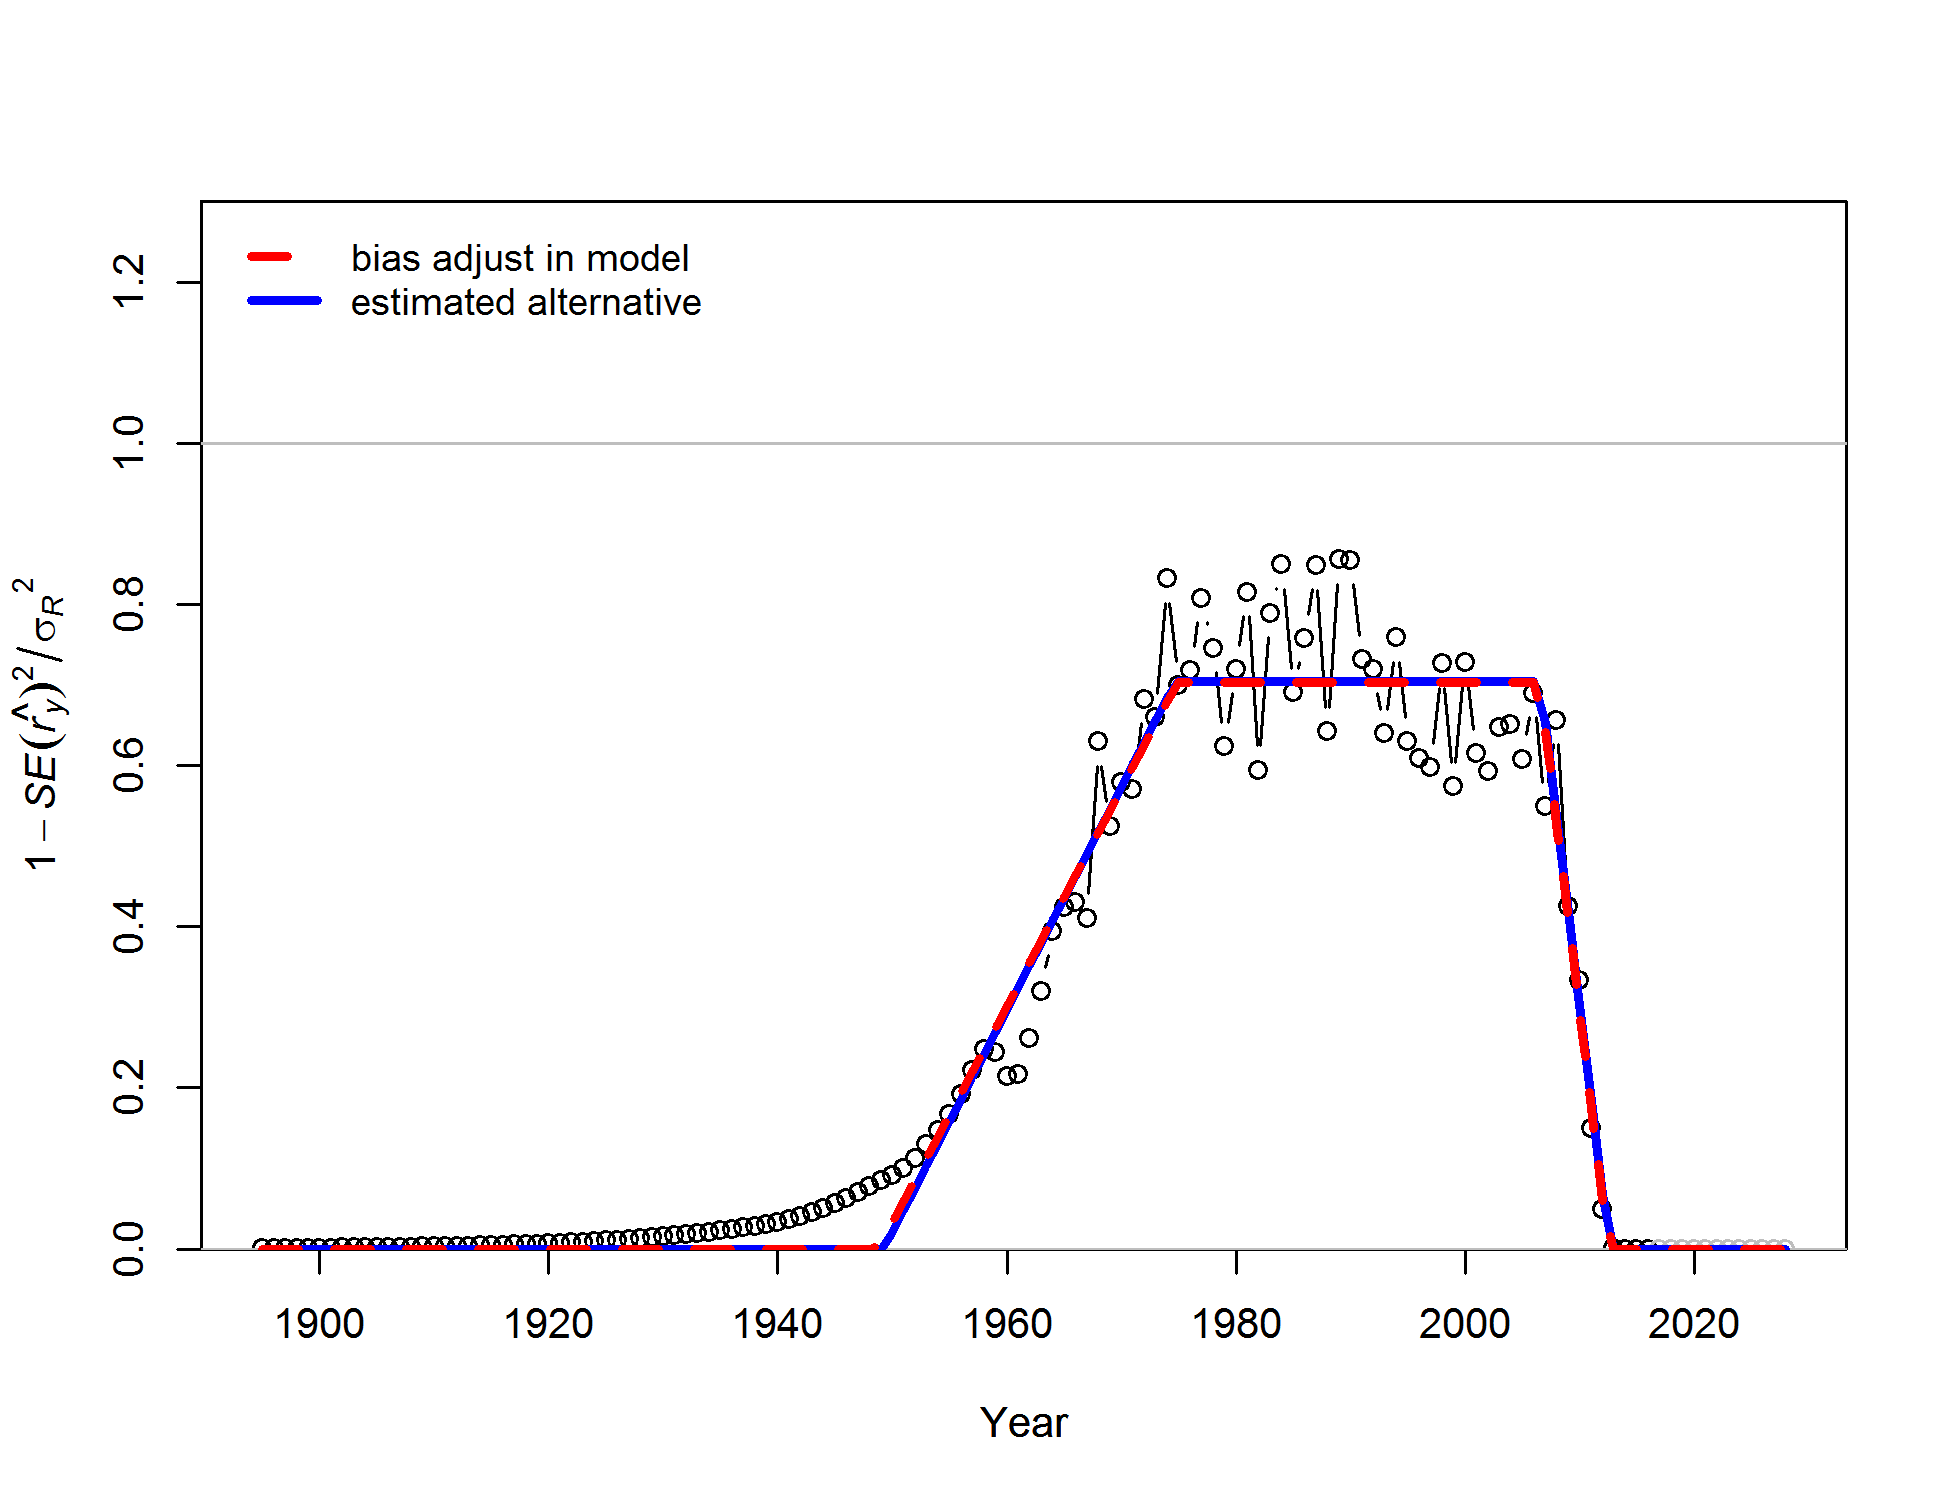 bias adjust in model
estimated alternative
1 − SE(r̂y)² / σR²
1.2
1.0
0.8
0.6
0.4
0.2
0.0
1900 1920 1940 1960 1980 2000 2020
Year